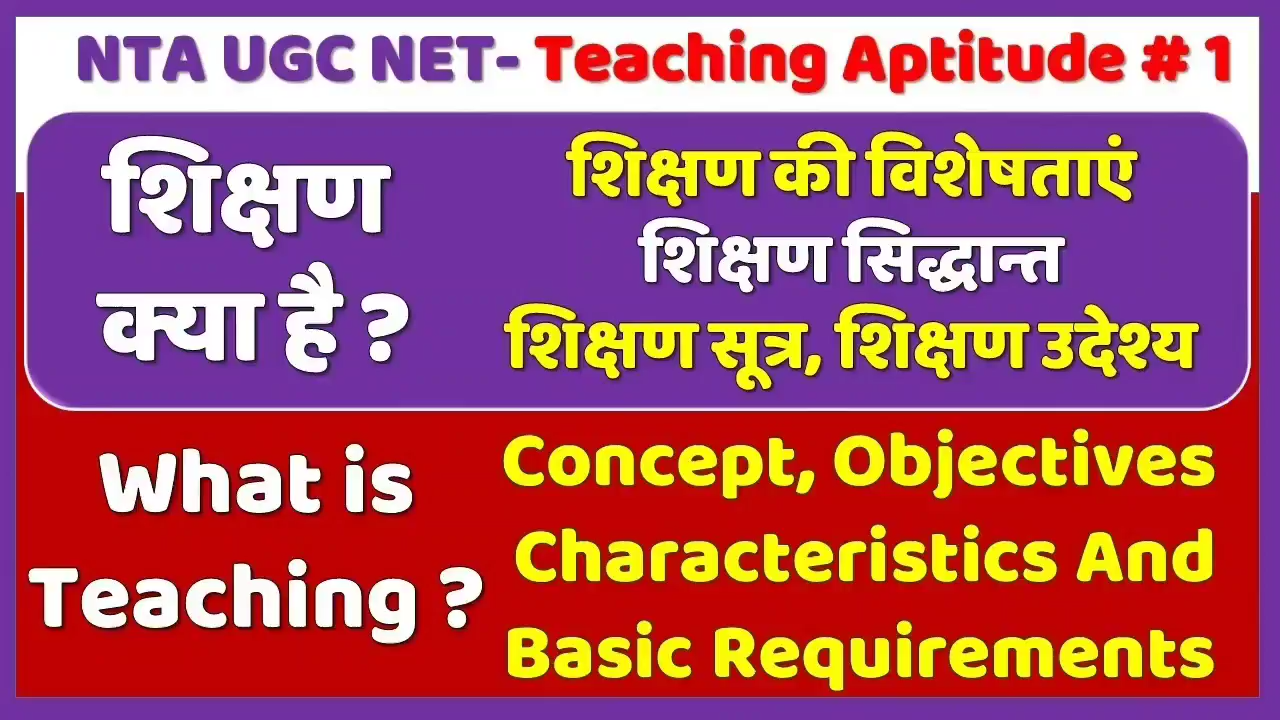 NTA UGC NET- Teaching Aptitude # 1
शिक्षण
क्या है ?
शिक्षण की विशेषताएं
शिक्षण सिद्धान्त
शिक्षण सूत्र, शिक्षण उदेश्य
What is
Teaching ?
Concept, Objectives
Characteristics And
Basic Requirements